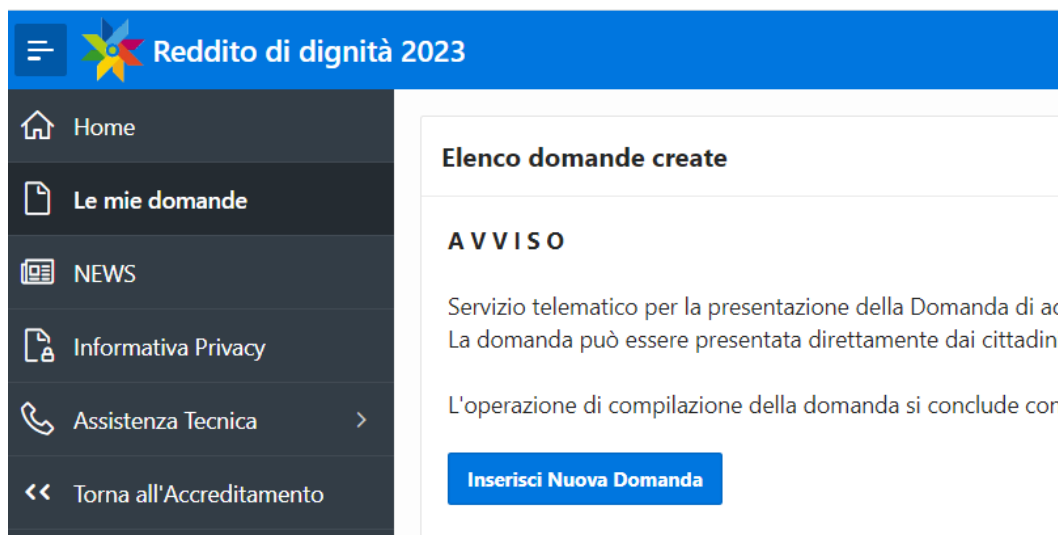 Reddito di dignità 2023
Home
Le mie domande
NEWS
Informativa Privacy
Assistenza Tecnica
Torna all'Accreditamento
Elenco domande create
A V V I S O
Servizio telematico per la presentazione della Domanda di
La domanda può essere presentata direttamente dai
L'operazione di compilazione della domanda si conclude
Inserisci Nuova Domanda